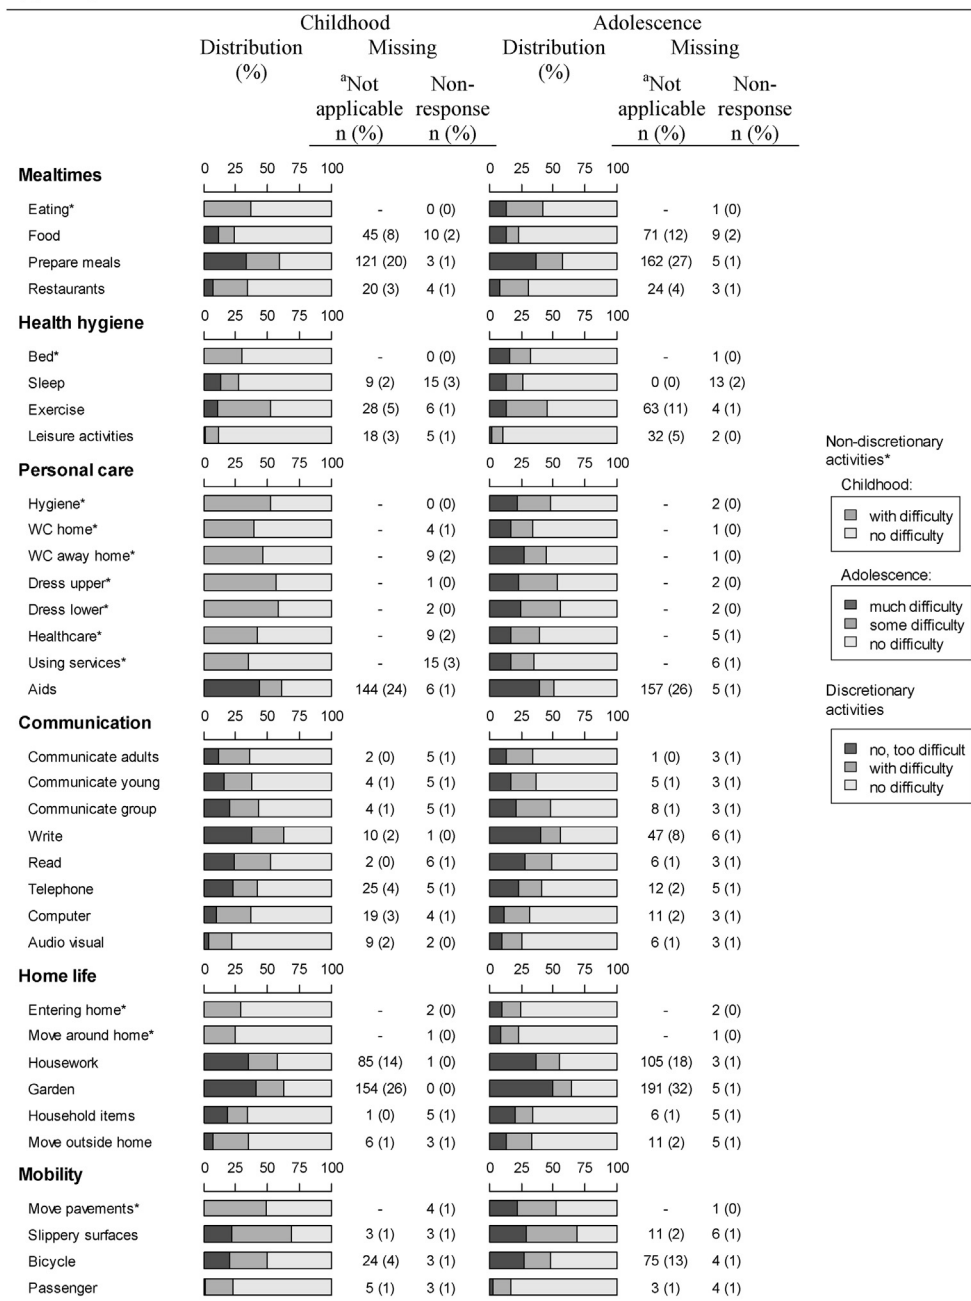 Childhood Adolescence
Distribution Missing Distribution Missing
(%) (%)
aNot Non- aNot Non-
applicable response applicable response
n (%) n (%) n (%) n (%)
Mealtimes 0 25 50 75 100 0 25 50 75 100
Eating* - 0 (0) - 1 (0)
Food 45 (8) 10 (2) 71 (12) 9 (2)
Prepare meals 121 (20) 3 (1) 162 (27) 5 (1)
Restaurants 20 (3) 4 (1) 24 (4) 3 (1)
Health hygiene 0 25 50 75 100 0 25 50 75 100
Bed* - 0 (0) - 1 (0)
Sleep 9 (2) 15 (3) 0 (0) 13 (2)
Exercise 28 (5) 6 (1) 63 (11) 4 (1)
Leisure activities 18 (3) 5 (1) 32 (5) 2 (0)
Personal care 0 25 50 75 100 0 25 50 75 100
Hygiene* - 0 (0) - 2 (0)
WC home* - 4 (1) - 1 (0)
WC away home* - 9 (2) - 1 (0)
Dress upper* - 1 (0) - 2 (0)
Dress lower* - 2 (0) - 2 (0)
Healthcare* - 9 (2) - 5 (1)
Using services* - 15 (3) - 6 (1)
Aids 144 (24) 6 (1) 157 (26) 5 (1)
Communication 0 25 50 75 100 0 25 50 75 100
Communicate adults 2 (0) 5 (1) 1 (0) 3 (1)
Communicate young 4 (1) 5 (1) 5 (1) 3 (1)
Communicate group 4 (1) 5 (1) 8 (1) 3 (1)
Write 10 (2) 1 (0) 47 (8) 6 (1)
Read 2 (0) 6 (1) 6 (1) 3 (1)
Telephone 25 (4) 5 (1) 12 (2) 5 (1)
Computer 19 (3) 4 (1) 11 (2) 3 (1)
Audio visual 9 (2) 2 (0) 6 (1) 3 (1)
Home life 0 25 50 75 100 0 25 50 75 100
Entering home* - 2 (0) - 2 (0)
Move around home* - 1 (0) - 1 (0)
Housework 85 (14) 1 (0) 105 (18) 3 (1)
Garden 154 (26) 0 (0) 191 (32) 5 (1)
Household items 1 (0) 5 (1) 6 (1) 5 (1)
Move outside home 6 (1) 3 (1) 11 (2) 5 (1)
Mobility 0 25 50 75 100 0 25 50 75 100
Move pavements* - 4 (1) - 1 (0)
Slippery surfaces 3 (1) 3 (1) 11 (2) 6 (1)
Bicycle 24 (4) 3 (1) 75 (13) 4 (1)
Passenger 5 (1) 3 (1) 3 (1) 4 (1)
Non-discretionary
activities*
Childhood:
with difficulty
no difficulty
Adolescence:
much difficulty
some difficulty
no difficulty
Discretionary
activities
no, too difficult
with difficulty
no difficulty